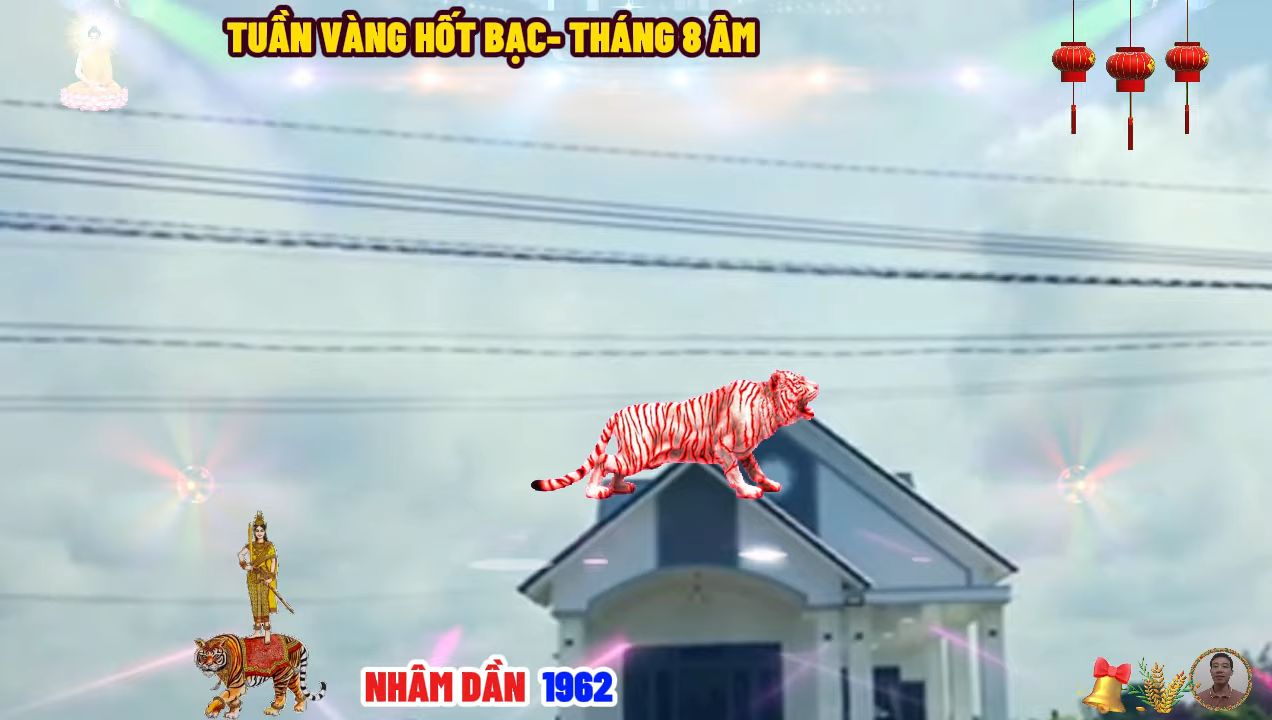 TUẦN VÀNG HỐT BẠC- THÁNG 8 ÂM
NHÂM DẦN 1962